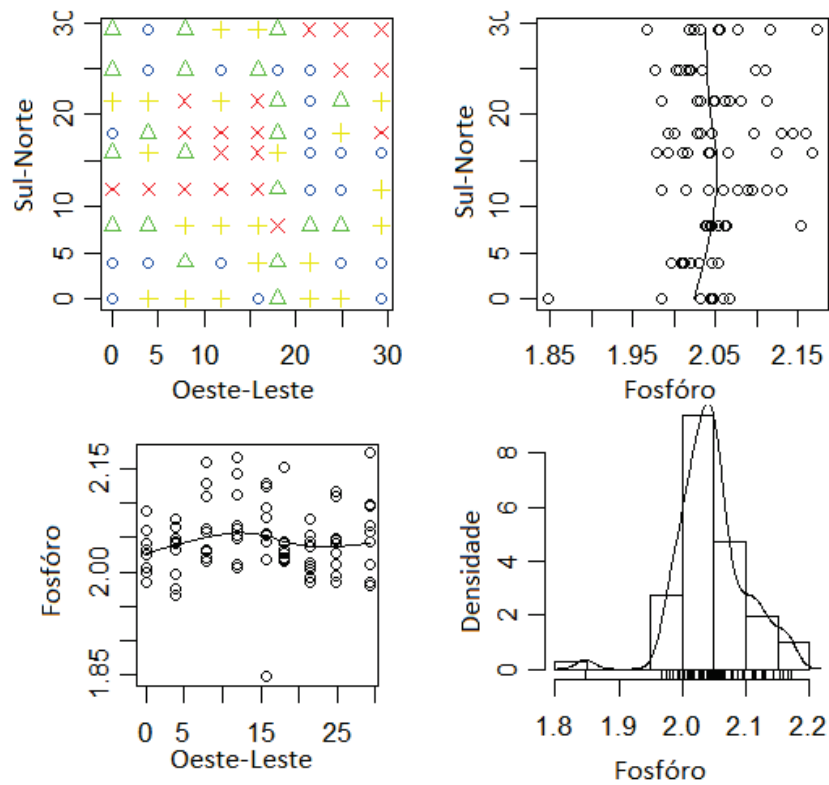 Sul-Norte
0 5 10 20 30
0 5 15 20 30
Oeste-Leste
Sul-Norte
0 5 10 20 30
1.85 1.95 2.05 2.15
Fosfóro
Fosfóro
1.85 2.00 2.15
0 5 15 25
Oeste-Leste
Densidade
0 2 4 6 8
1.8 1.9 2.0 2.1 2.2
Fosfóro